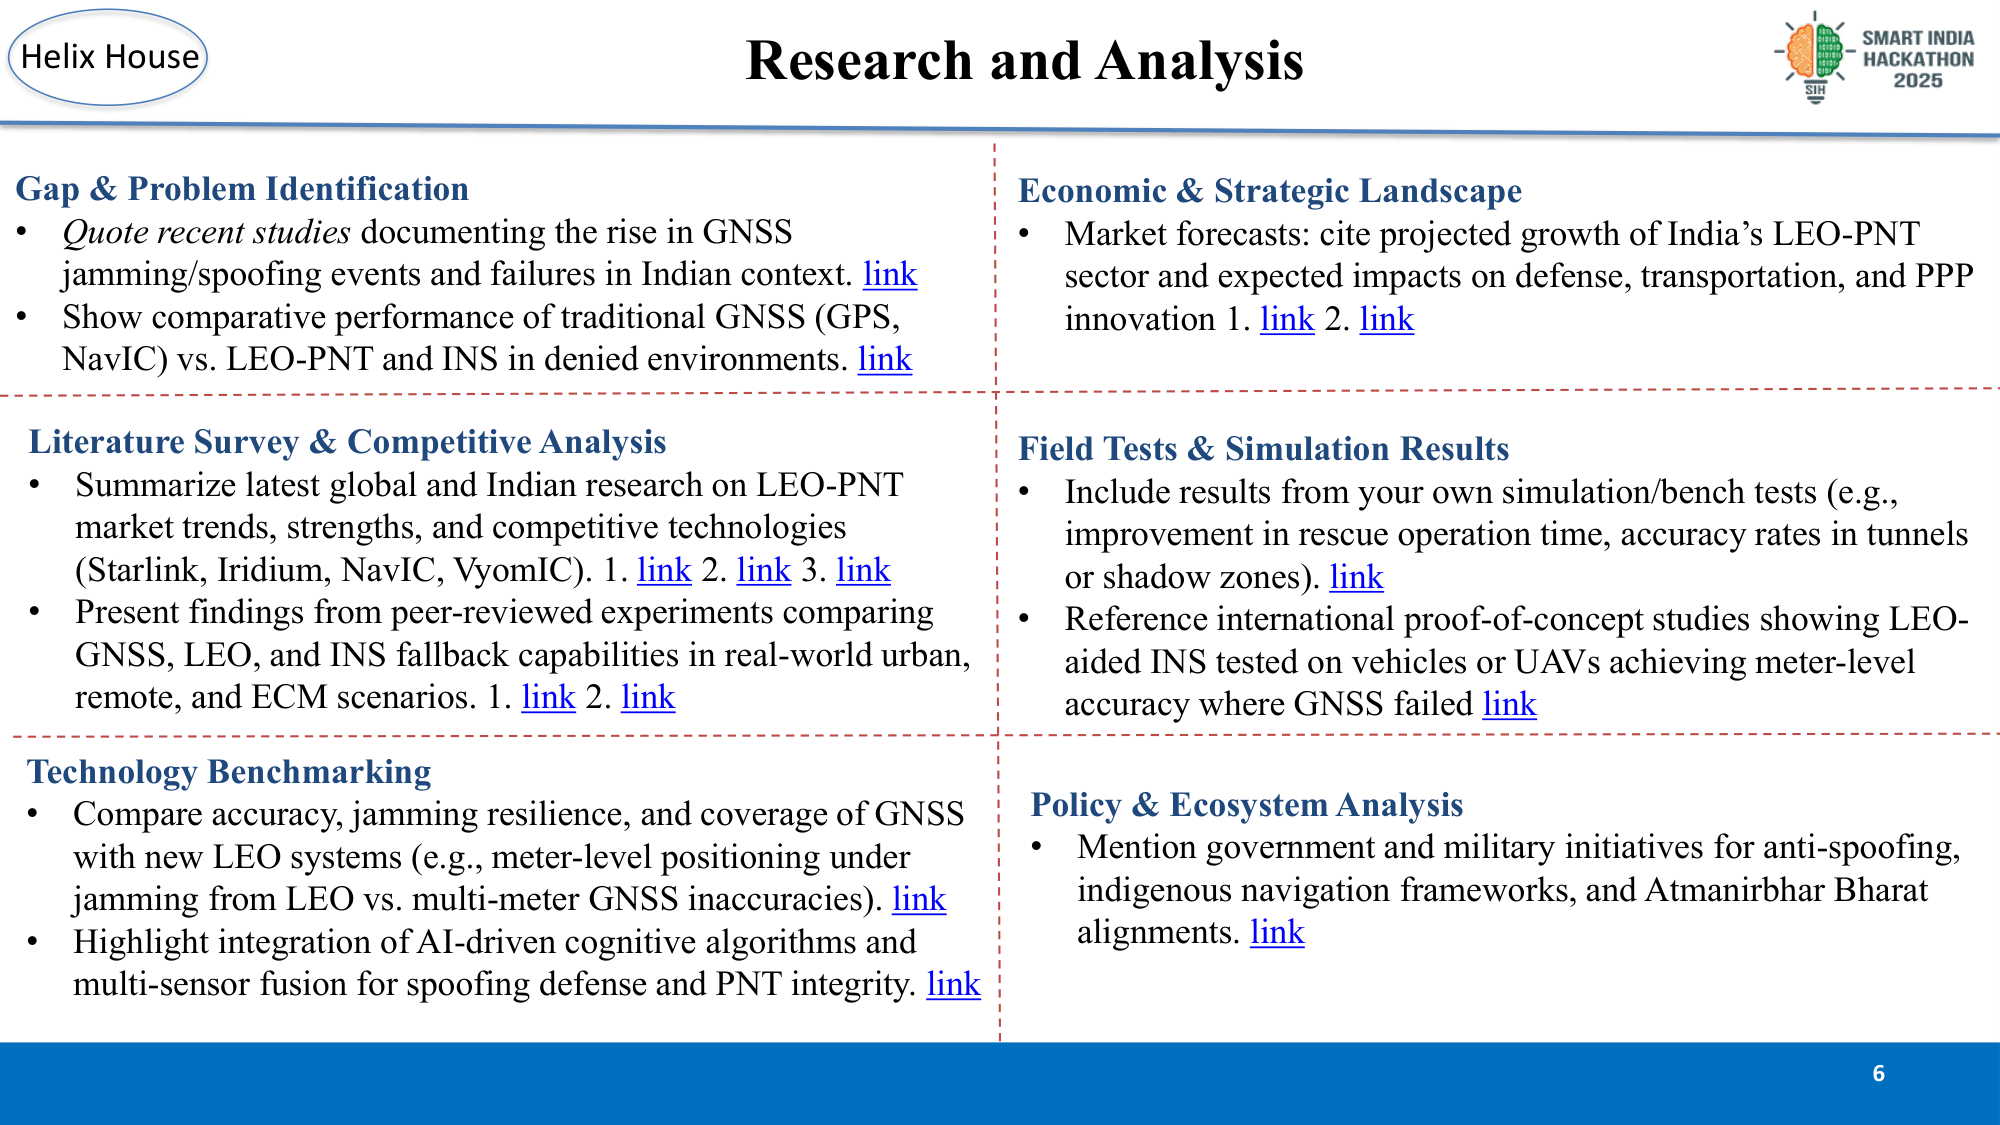 Helix House
Research and Analysis
SMART INDIA
HACKATHON
2025
SIH
Gap & Problem Identification
• Quote recent studies documenting the rise in GNSS
jamming/spoofing events and failures in Indian context. link
• Show comparative performance of traditional GNSS (GPS,
NavIC) vs. LEO-PNT and INS in denied environments. link
Economic & Strategic Landscape
• Market forecasts: cite projected growth of India’s LEO-PNT
sector and expected impacts on defense, transportation, and PPP
innovation 1. link 2. link
Literature Survey & Competitive Analysis
• Summarize latest global and Indian research on LEO-PNT
market trends, strengths, and competitive technologies
(Starlink, Iridium, NavIC, VyomIC). 1. link 2. link 3. link
• Present findings from peer-reviewed experiments comparing
GNSS, LEO, and INS fallback capabilities in real-world urban,
remote, and ECM scenarios. 1. link 2. link
Field Tests & Simulation Results
• Include results from your own simulation/bench tests (e.g.,
improvement in rescue operation time, accuracy rates in tunnels
or shadow zones). link
• Reference international proof-of-concept studies showing LEO-
aided INS tested on vehicles or UAVs achieving meter-level
accuracy where GNSS failed link
Technology Benchmarking
• Compare accuracy, jamming resilience, and coverage of GNSS
with new LEO systems (e.g., meter-level positioning under
jamming from LEO vs. multi-meter GNSS inaccuracies). link
• Highlight integration of AI-driven cognitive algorithms and
multi-sensor fusion for spoofing defense and PNT integrity. link
Policy & Ecosystem Analysis
• Mention government and military initiatives for anti-spoofing,
indigenous navigation frameworks, and Atmanirbhar Bharat
alignments. link
6